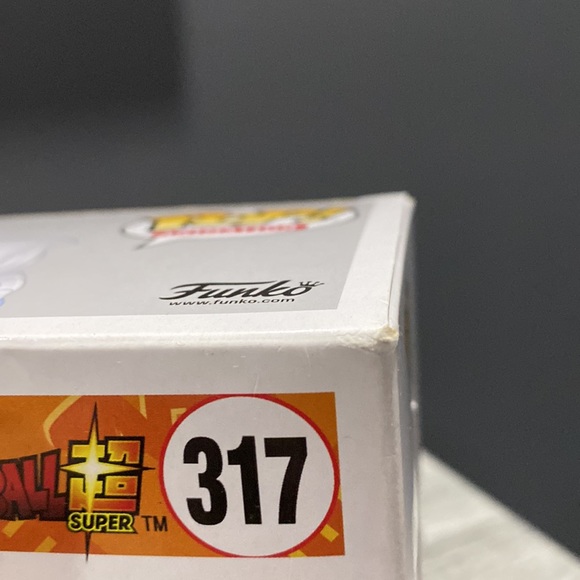 Funko
www.funko.com
BALL 超
SUPER ™
317